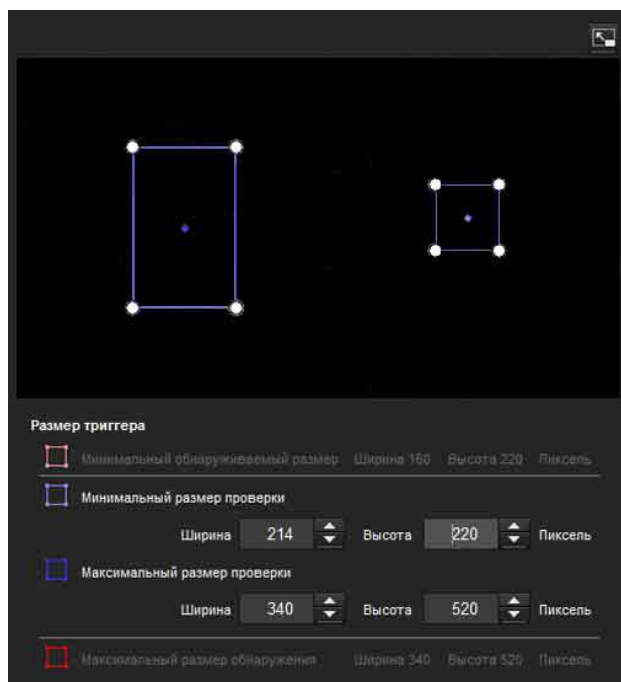 Размер триггера
Минимальный обнаруживаемый размер Ширина 160 Высота 220 Пиксель
Минимальный размер проверки
Ширина 214 Высота 220 Пиксель
Максимальный размер проверки
Ширина 340 Высота 520 Пиксель
Максимальный размер обнаружения Ширина 340 Высота 520 Пиксель